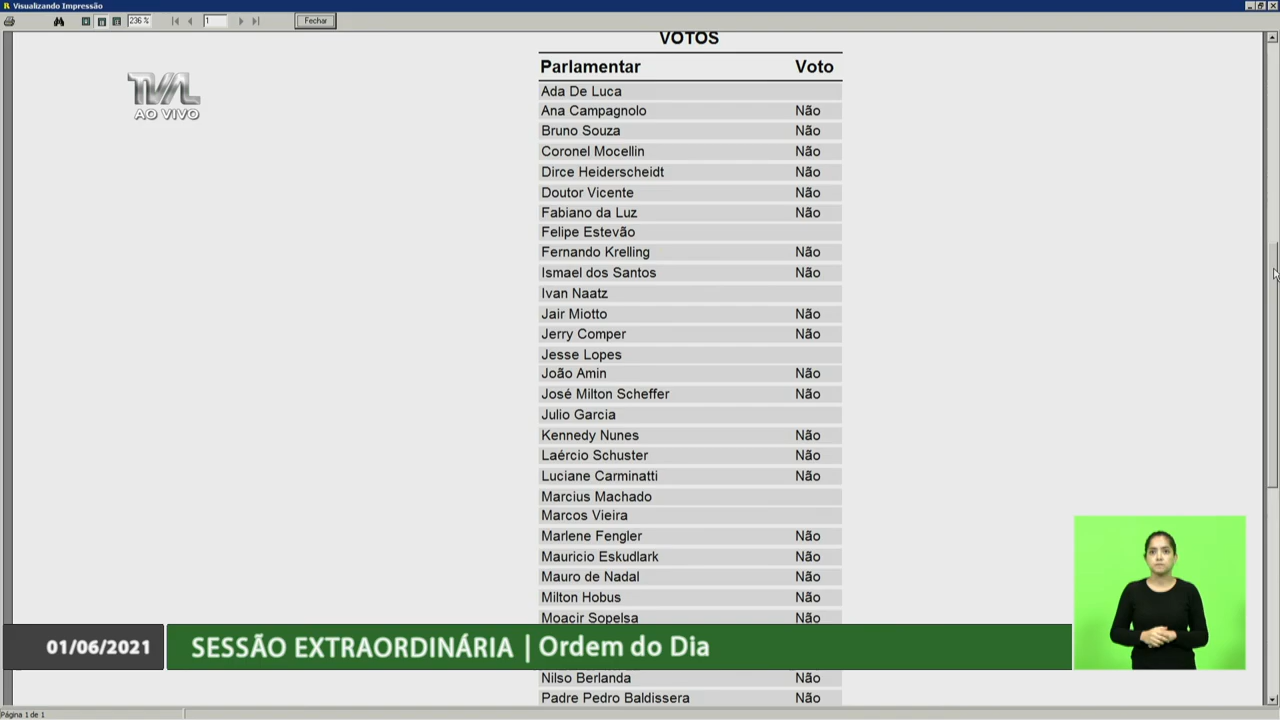 Visualizando Impressão
236 %
1
Fechar
VOTOS
Parlamentar Voto
Ada De Luca
Ana Campagnolo Não
Bruno Souza Não
Coronel Mocellin Não
Dirce Heiderscheidt Não
Doutor Vicente Não
Fabiano da Luz Não
Felipe Estevão
Fernando Krelling Não
Ismael dos Santos Não
Ivan Naatz
Jair Miotto Não
Jerry Comper Não
Jesse Lopes
João Amin Não
José Milton Scheffer Não
Julio Garcia
Kennedy Nunes Não
Laércio Schuster Não
Luciane Carminatti Não
Marcius Machado
Marcos Vieira
Marlene Fengler Não
Mauricio Eskudlark Não
Mauro de Nadal Não
Milton Hobus Não
Moacir Sopelsa Não
Nilso Berlanda Não
Padre Pedro Baldissera Não
TVAL
AO VIVO
01/06/2021
SESSÃO EXTRAORDINÁRIA | Ordem do Dia
Página 1 de 1